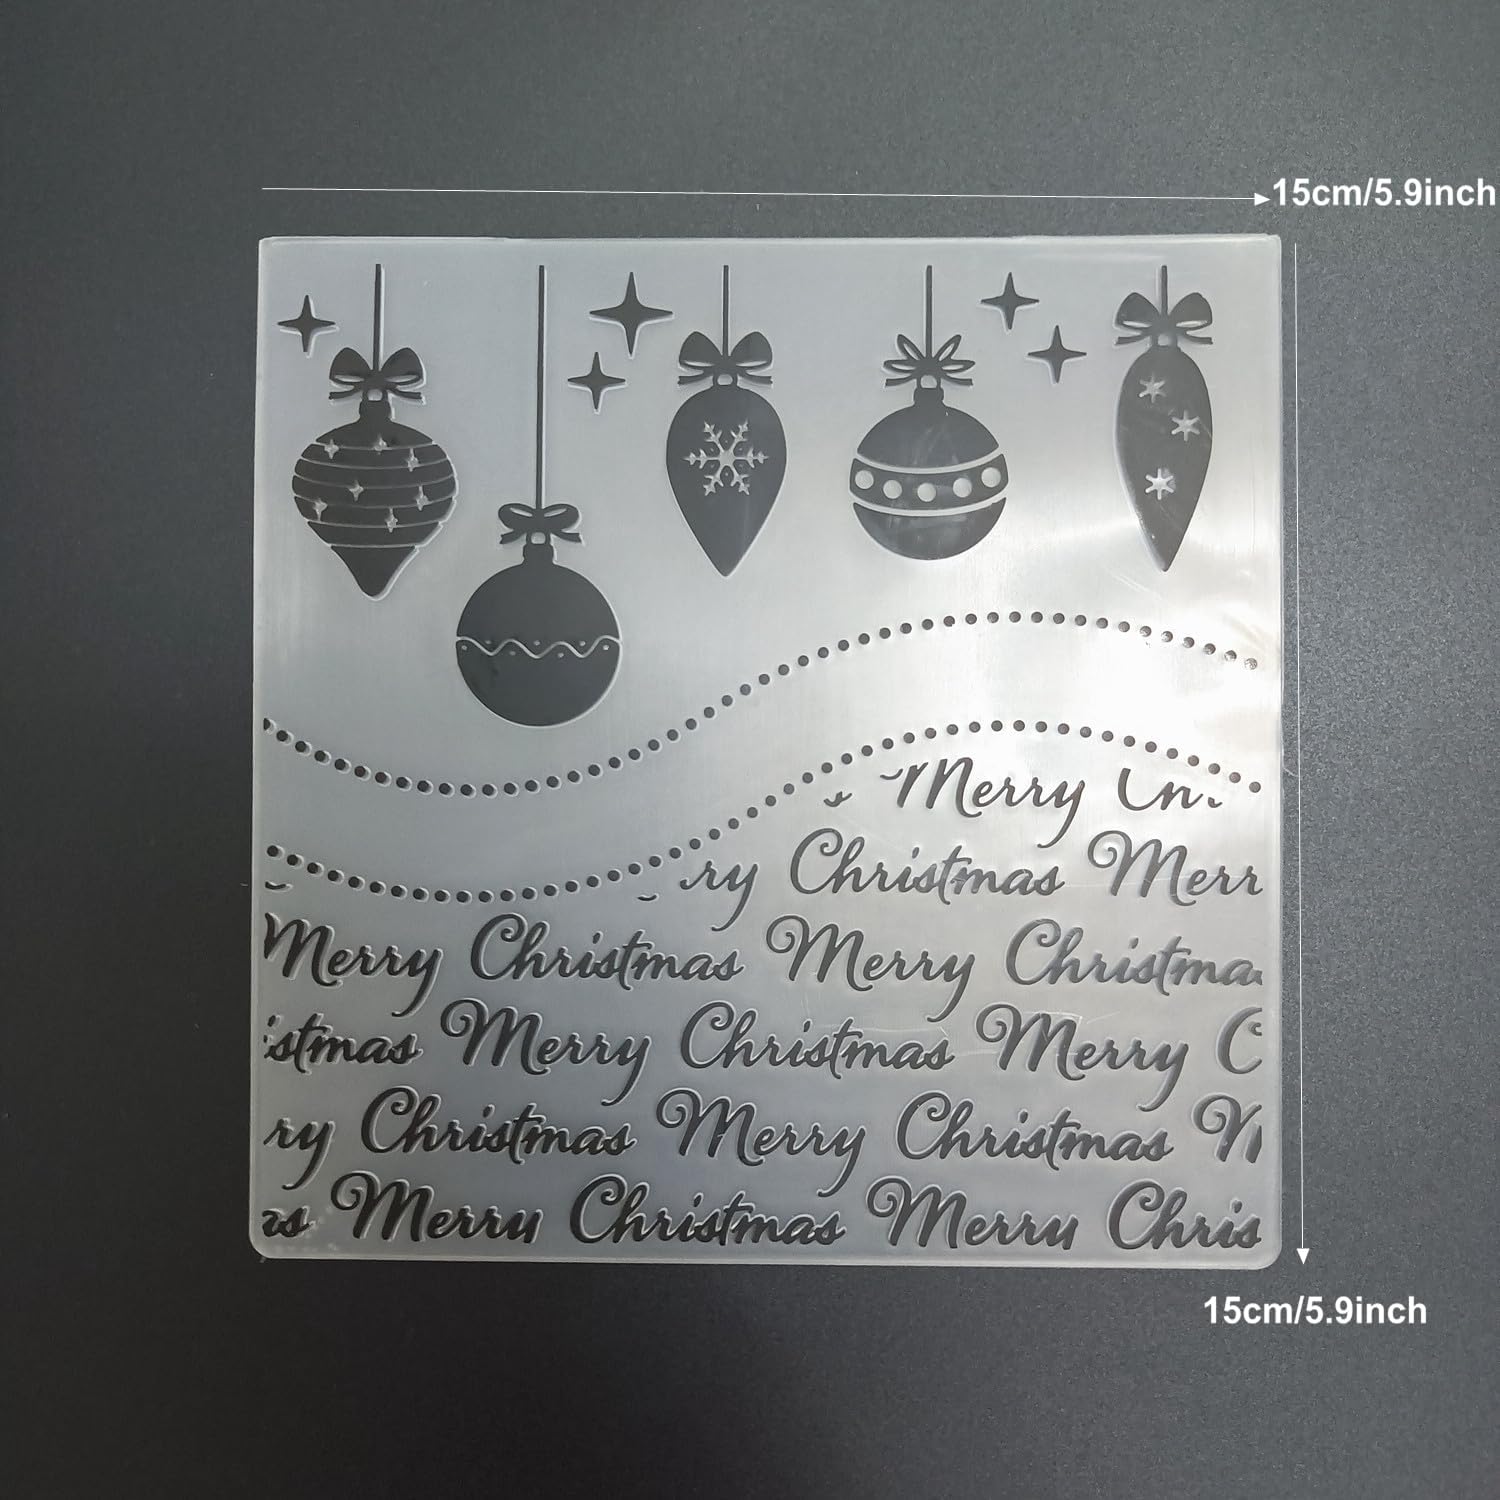 15cm/5.9inch
Merry
ry Christmas Merr
Merry Christmas Merry Christma
istmas Merry Christmas Merry C
ry Christmas Merry Christmas
as Merry Christmas Merry Chris
15cm/5.9inch